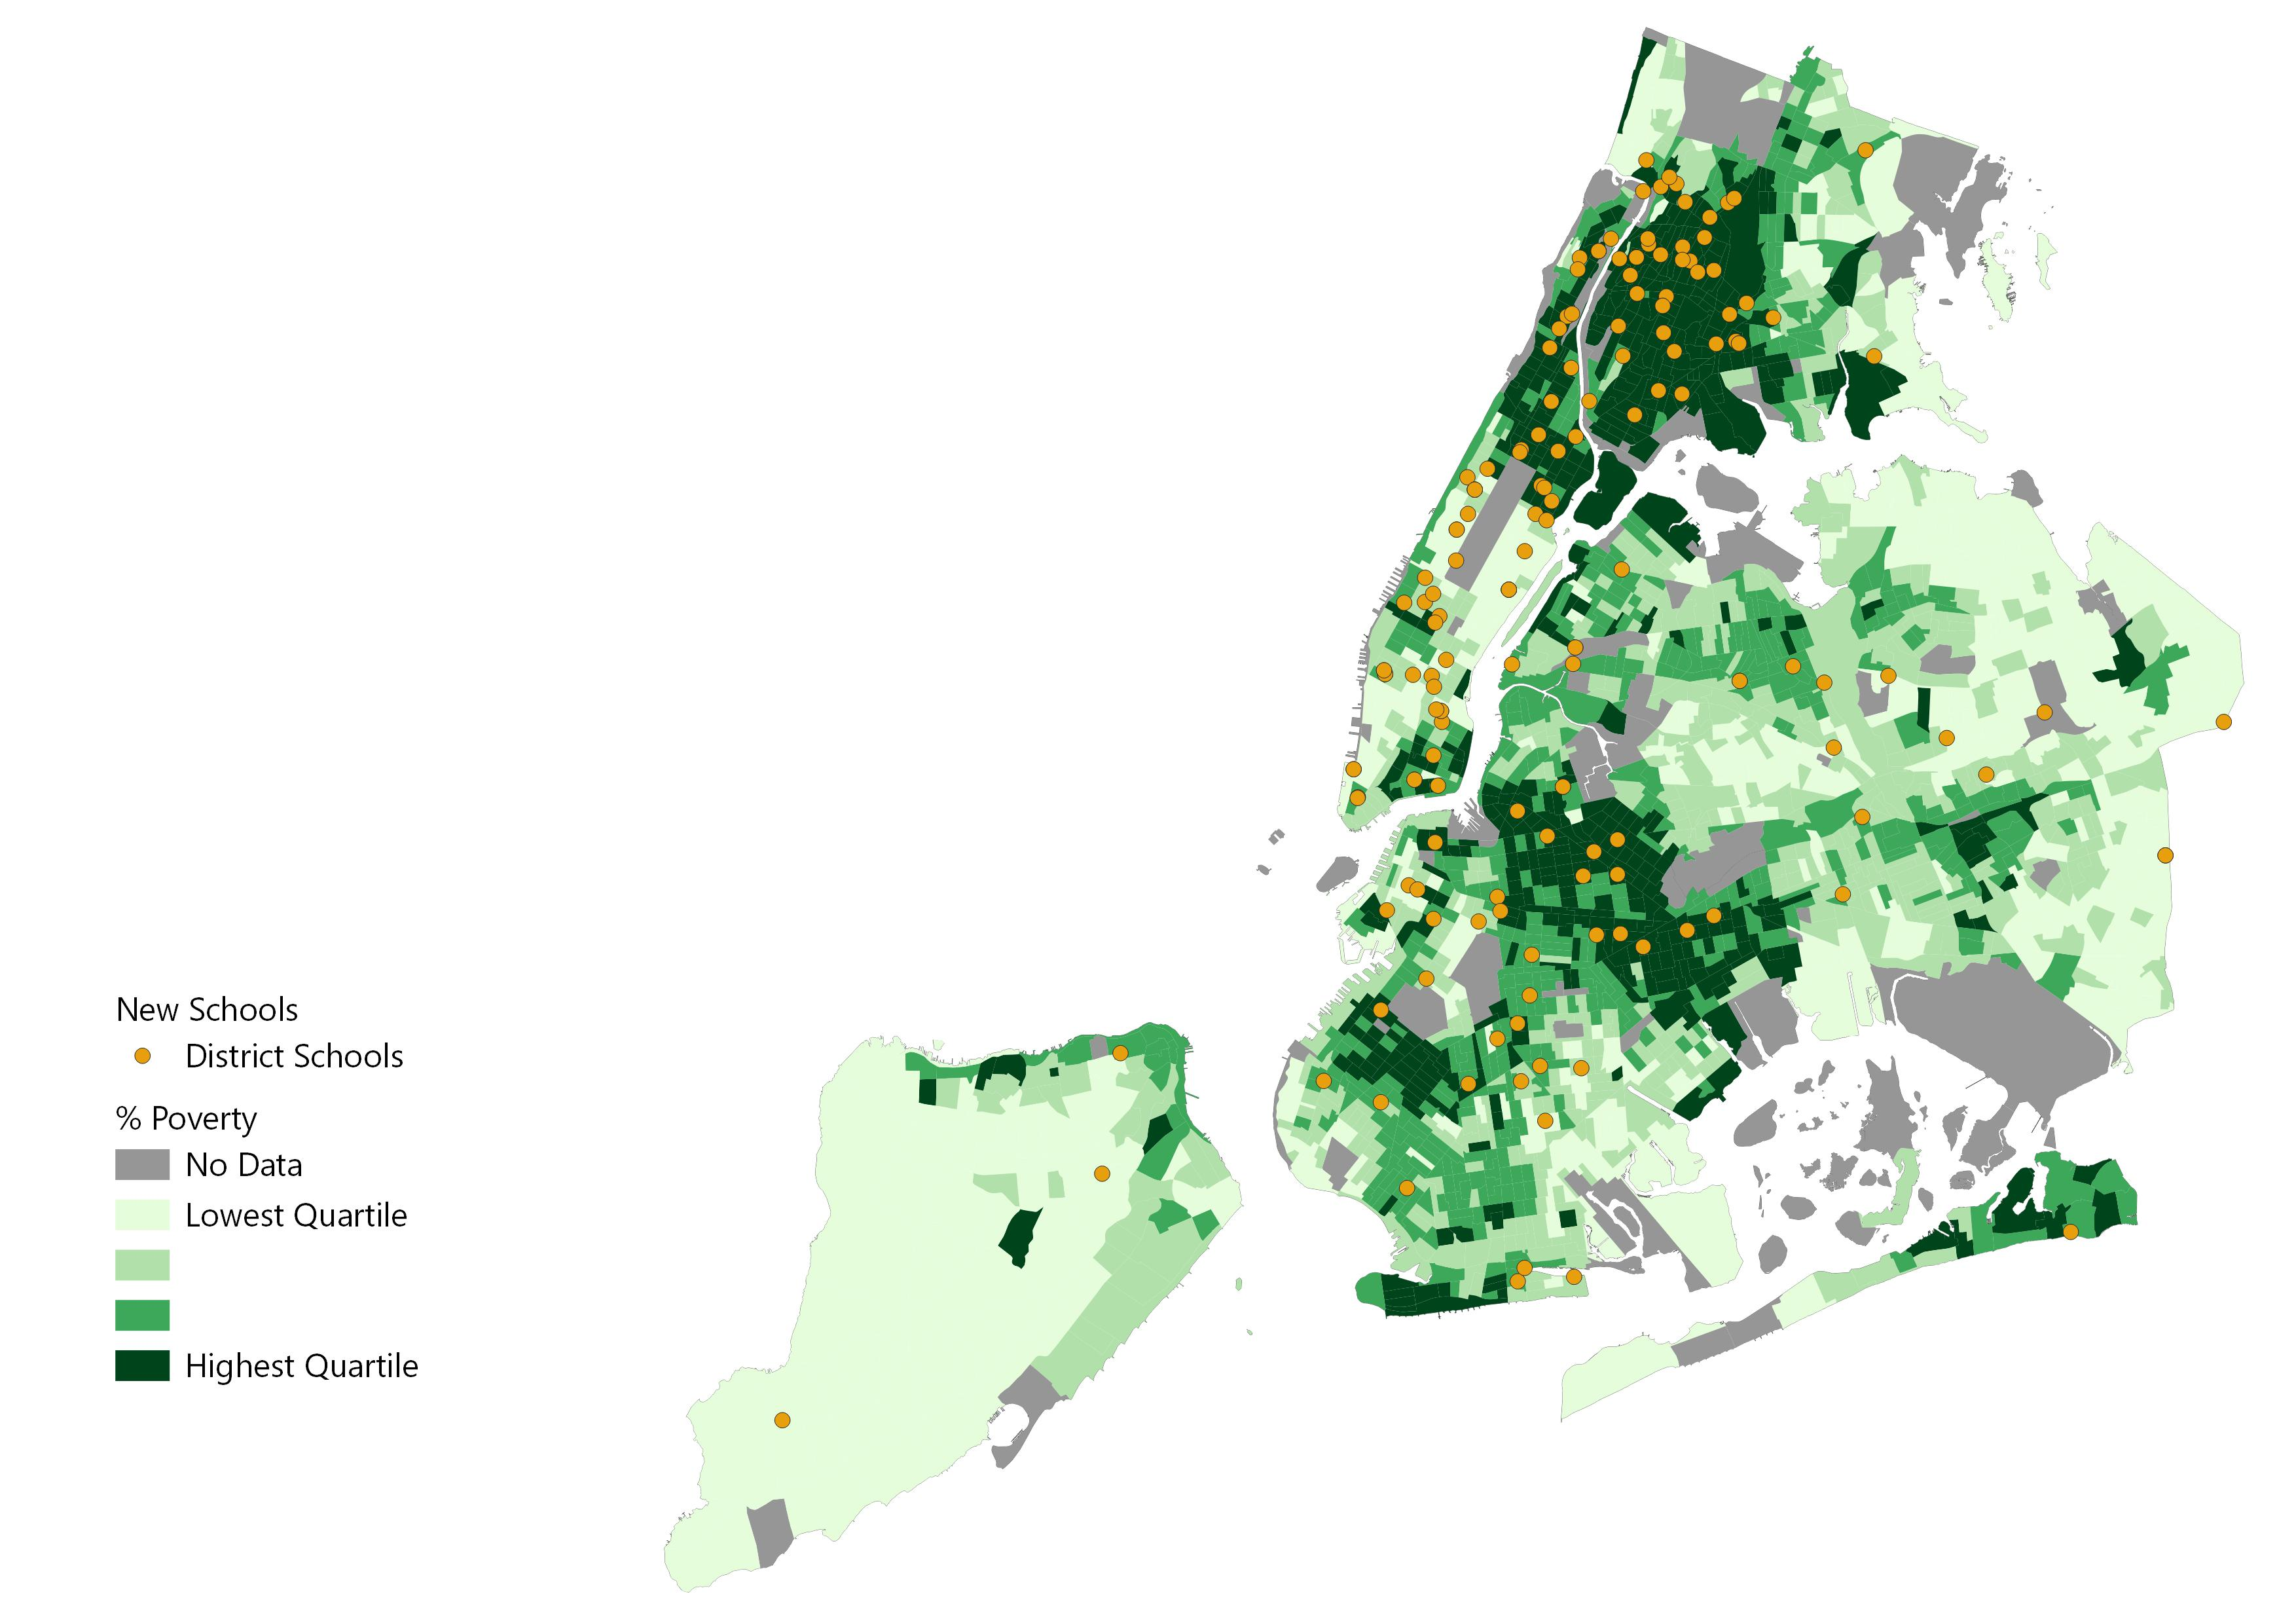 New Schools
District Schools
% Poverty
No Data
Lowest Quartile
Highest Quartile